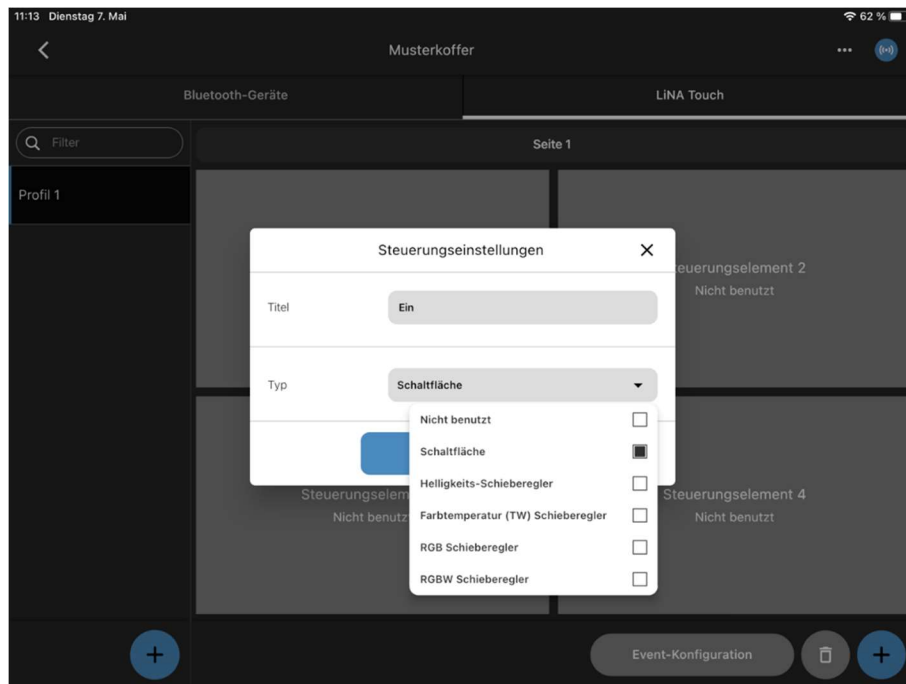 11:13 Dienstag 7. Mai 62 %
Musterkoffer
Bluetooth-Geräte LiNA Touch
Filter
Seite 1
Profil 1
Steuerungseinstellungen
euerungselement 2
Nicht benutzt
Titel Ein
Typ Schaltfläche
Nicht benutzt
Schaltfläche
Helligkeits-Schieberegler
Farbtemperatur (TW) Schieberegler
RGB Schieberegler
RGBW Schieberegler
Steuerungselem
Nicht benutz
Steuerungselement 4
Nicht benutzt
Event-Konfiguration